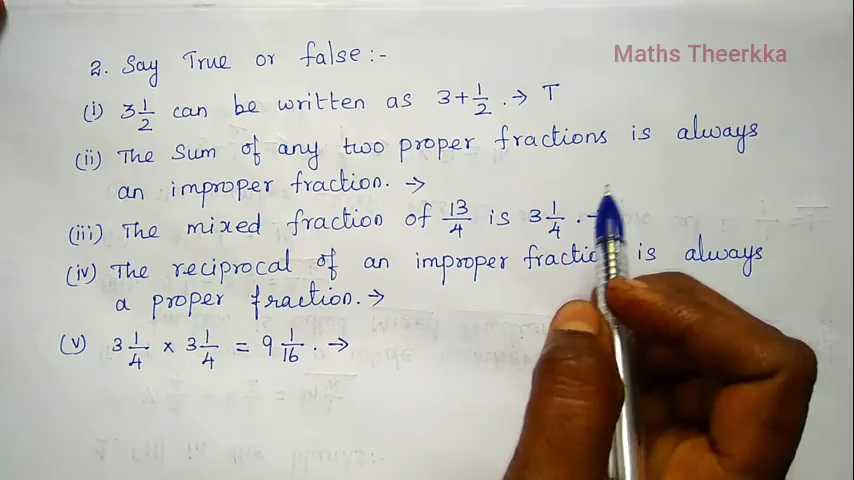 Maths Theerkka
2. Say True or false:-
(i) 3 1/2 can be written as 3+1/2. → T
(ii) The Sum of any two proper fractions is always
an improper fraction. →
(iii) The mixed fraction of 13/4 is 3 1/4. →
(iv) The reciprocal of an improper is always
a proper fraction. →
(v) 3 1/4 × 3 1/4 = 9 1/16. →